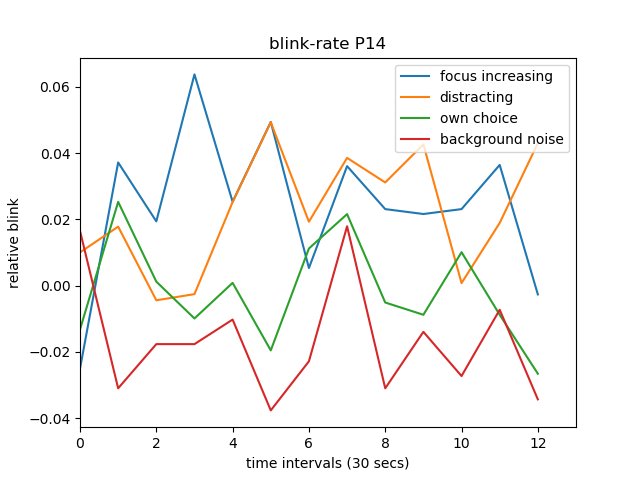 blink-rate P14
focus increasing
distracting
own choice
background noise
relative blink
0.06
0.04
0.02
0.00
−0.02
−0.04
0 2 4 6 8 10 12
time intervals (30 secs)